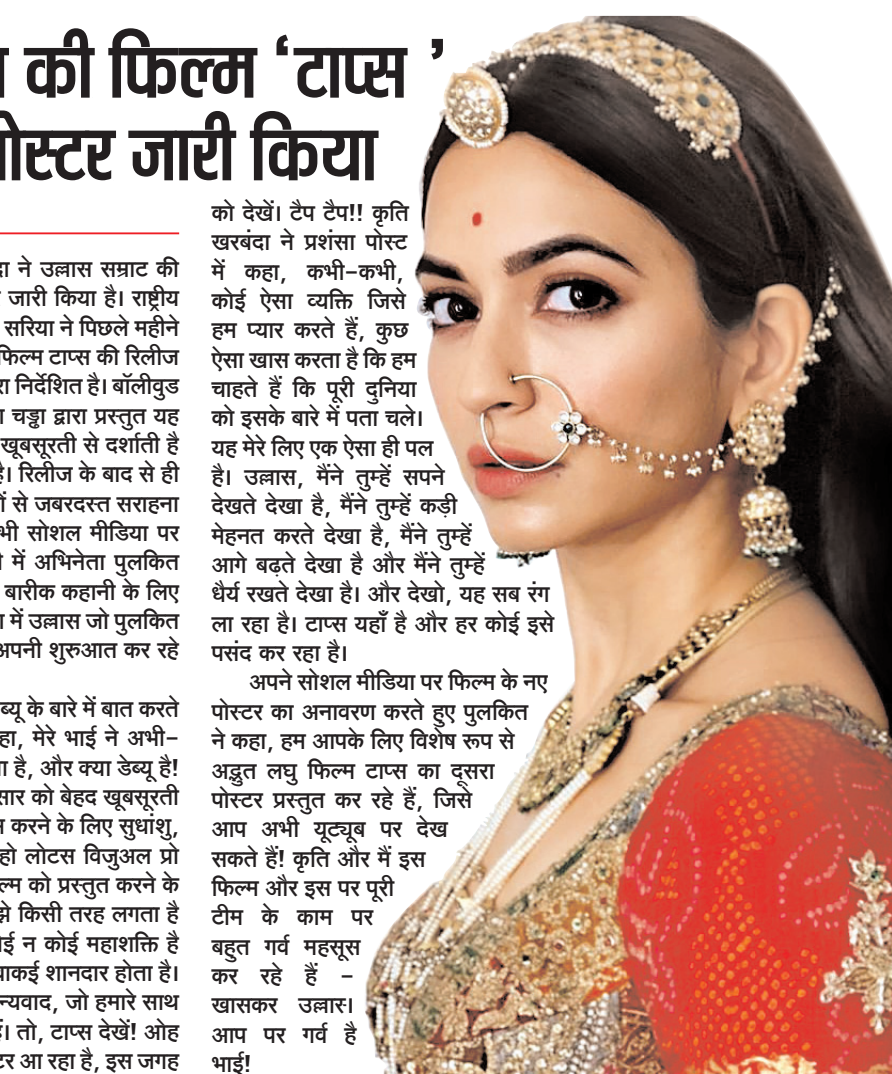 की फिल्म ‘टाप्स ’
पोस्टर जारी किया
ने उल्लास सम्राट की
जारी किया है। राष्ट्रीय
सरिया ने पिछले महीने
फिल्म टाप्स की रिलीज
निर्देशित है। बॉलीवुड
चड्ढा द्वारा प्रस्तुत यह
खूबसूरती से दर्शाती है
है। रिलीज के बाद से ही
से जबरदस्त सराहना
भी सोशल मीडिया पर
में अभिनेता पुलकित
बारीक कहानी के लिए
में उल्लास जो पुलकित
अपनी शुरुआत कर रहे
के बारे में बात करते
मेरे भाई ने अभी–
है, और क्या डेब्यू है!
को बेहद खूबसूरती
करने के लिए सुधांशु,
लोटस विजुअल प्रो
को प्रस्तुत करने के
किसी तरह लगता है
न कोई महाशक्ति है
वाकई शानदार होता है।
जो हमारे साथ
तो, टाप्स देखें! ओह
आ रहा है, इस जगह
को देखें। टैप टैप!! कृति
खरबंदा ने प्रशंसा पोस्ट
में कहा, कभी–कभी,
कोई ऐसा व्यक्ति जिसे
हम प्यार करते हैं, कुछ
ऐसा खास करता है कि हम
चाहते हैं कि पूरी दुनिया
को इसके बारे में पता चले।
यह मेरे लिए एक ऐसा ही पल
है। उल्लास, मैंने तुम्हें सपने
देखते देखा है, मैंने तुम्हें कड़ी
मेहनत करते देखा है, मैंने तुम्हें
आगे बढ़ते देखा है और मैंने तुम्हें
धैर्य रखते देखा है। और देखो, यह सब रंग
ला रहा है। टाप्स यहाँ है और हर कोई इसे
पसंद कर रहा है।
अपने सोशल मीडिया पर फिल्म के नए
पोस्टर का अनावरण करते हुए पुलकित
ने कहा, हम आपके लिए विशेष रूप से
अद्भुत लघु फिल्म टाप्स का दूसरा
पोस्टर प्रस्तुत कर रहे हैं, जिसे
आप अभी यूट्यूब पर देख
सकते हैं! कृति और मैं इस
फिल्म और इस पर पूरी
टीम के काम पर
बहुत गर्व महसूस
कर रहे हैं –
खासकर उल्लास।
आप पर गर्व है
भाई!